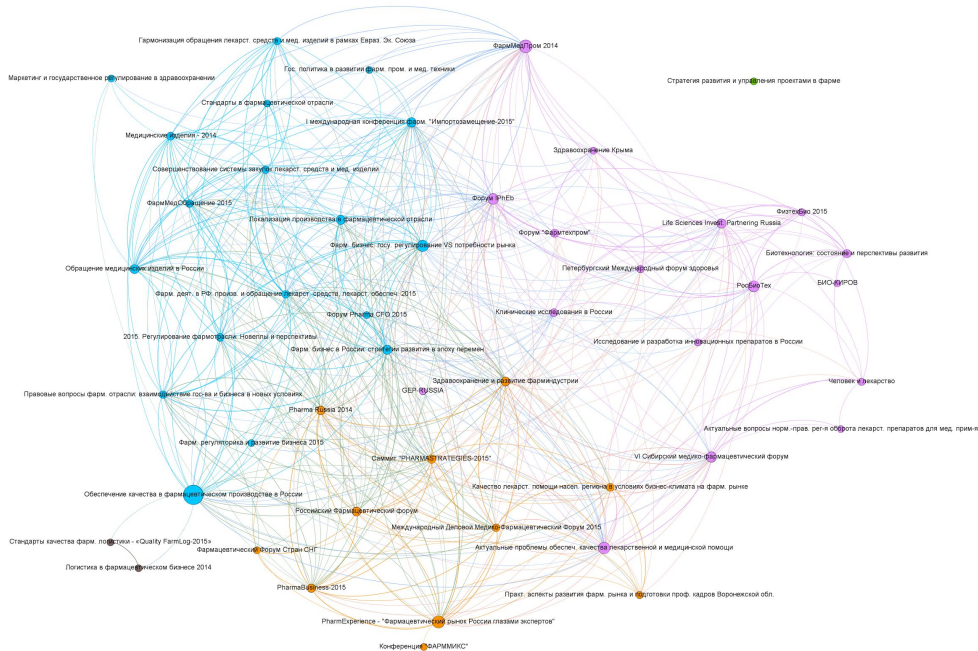 Гармонизация обращения лекарст. средств и мед. изделий в рамках Евраз. Эк. Союза
ФармМедПром 2014
Гос. политика в развитии фарм. пром. и мед. техники
Маркетинг и государственное регулирование в здравоохранении
Стратегия развития и управления проектами в фарме
Стандарты в фармацевтической отрасли
I международная конференция фарм. "Импортозамещение-2015"
Медицинские изделия - 2014
Здравоохранение Крыма
Совершенствование системы закупок лекарст. средств и мед. изделии
Форум IPhEb
ФармМедОбращение 2015
ФизтехБио 2015
Локализация производства в фармацевтической отрасли
Life Sciences Invest. Partnering Russia
Форум "Фармтехпром"
Фарм. бизнес: госу. регулирование VS потребности рынка
Биотехнология: состояние и перспективы развития
Обращение медицинских изделий в России
Петербургский Международный форум здоровья
БИО-КИРОВ
РосБиоТех
Фарм. деят. в РФ: произв. и обращение лекарст. средств, лекарст. обеспеч. 2015
Форум Pharma CFO 2015
Клинические исследования в России
2015. Регулирование фармотрасли: Новеллы и перспективы
Исследование и разработка инновационных препаратов в России
Фарм. бизнес в России: стратегии развития в эпоху перемен
Здравоохранение и развитие фарминдустрии
Человек и лекарство
GEP-RUSSIA
Правовые вопросы фарм. отрасли: взаимодействие гос-ва и бизнеса в новых условиях
Pharma Russia 2014
Актуальные вопросы норм.-прав. рег-я оборота лекарст. препаратов для мед. прим-я
Фарм. регуляторика и развитие бизнеса 2015
Саммит "PHARMASTRATEGIES-2015"
VI Сибирский медико-фармацевтический форум
Качество лекарст. помощи насел. региона в условиях бизнес-климата на фарм. рынке
Обеспечение качества в фармацевтическом производстве в России
Российский Фармацевтический форум
Международный Деловой Медико-Фармацевтический Форум 2015
Стандарты качества фарм. логистики - «Quality FarmLog-2015»
Фармацевтический Форум Стран СНГ
Актуальные проблемы обеспеч. качества лекарственной и медицинской помощи
Логистика в фармацевтическом бизнесе 2014
PharmaBusiness-2015
Практ. аспекты развития фарм. рынка и подготовки проф. кадров Воронежской обл.
PharmExperience - "Фармацевтический рынок России глазами экспертов"
Конференция "ФАРММИКС"